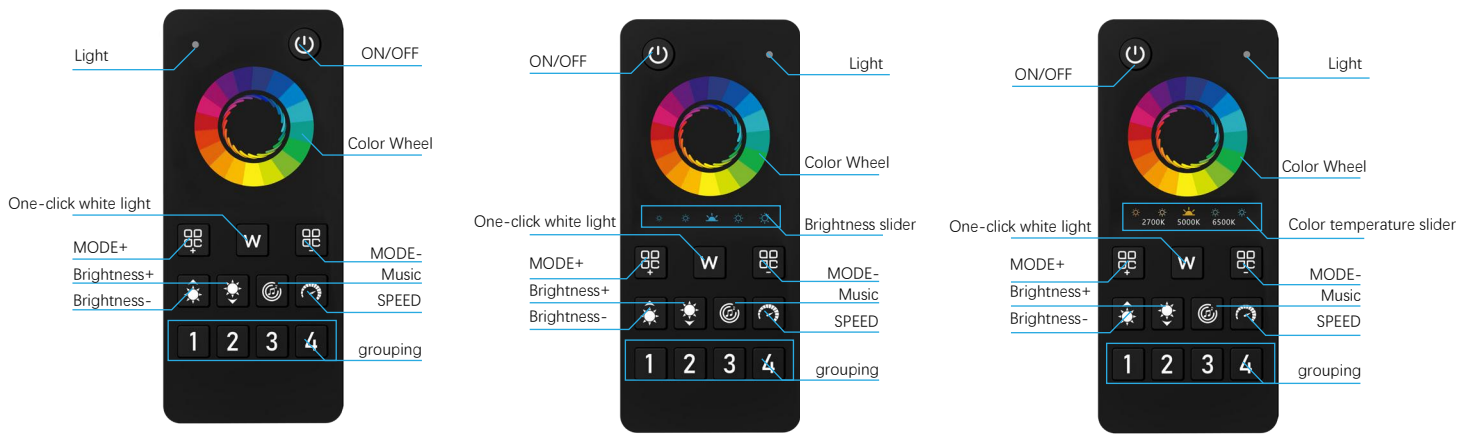 Light
ON/OFF
Color Wheel
One-click white light
MODE+
W
MODE-
Brightness+
Music
Brightness-
SPEED
1 2 3 4
grouping
ON/OFF
Light
Color Wheel
Brightness slider
One-click white light
MODE+
W
MODE-
Brightness+
Music
Brightness-
SPEED
1 2 3 4
grouping
ON/OFF
Light
Color Wheel
2700K 5000K 6500K
Color temperature slider
One-click white light
MODE+
W
MODE-
Brightness+
Music
Brightness-
SPEED
1 2 3 4
grouping